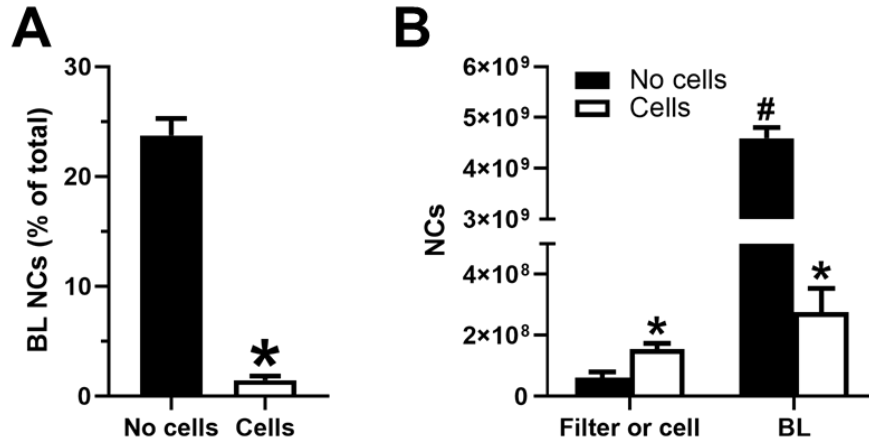 A
BL NCs (% of total)
30
20
10
0
*
No cells Cells
B
NCs
6×10⁹
5×10⁹
4×10⁹
3×10⁹
4×10⁸
2×10⁸
0
No cells
Cells
#
*
*
Filter or cell BL